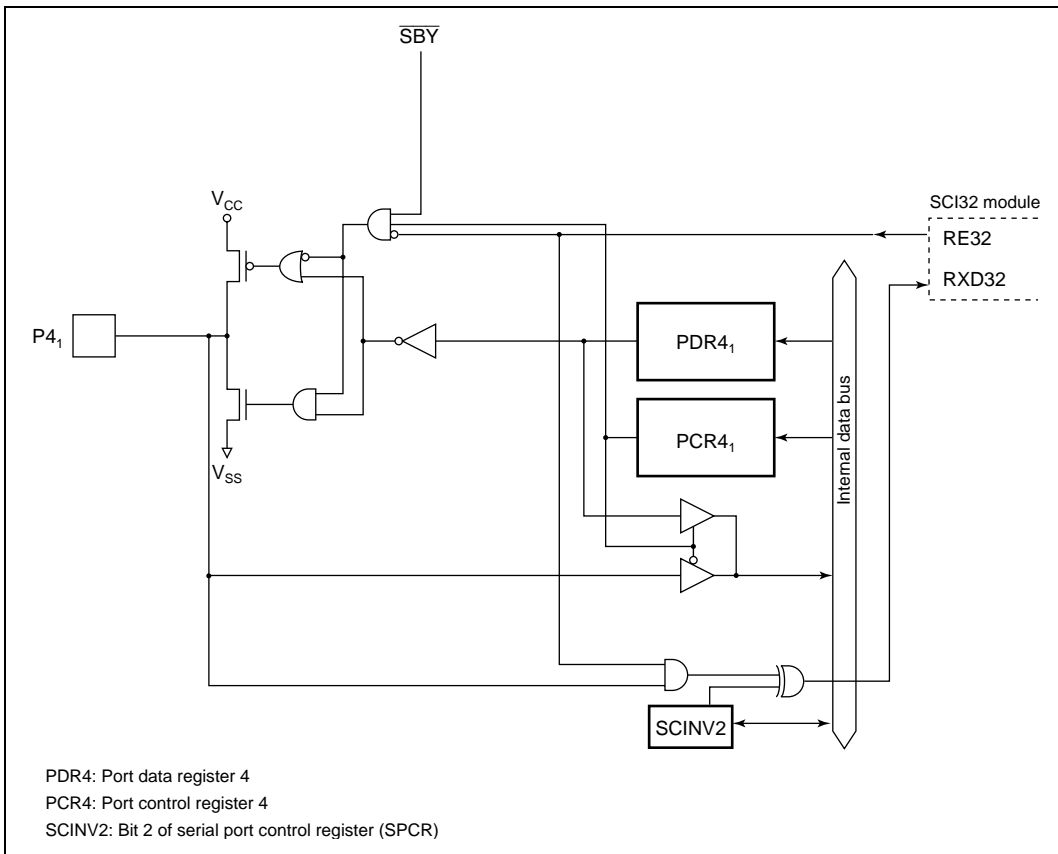 SBY
VCC
SCI32 module
RE32
RXD32
P41
PDR41
PCR41
Internal data bus
VSS
SCINV2
PDR4: Port data register 4
PCR4: Port control register 4
SCINV2: Bit 2 of serial port control register (SPCR)